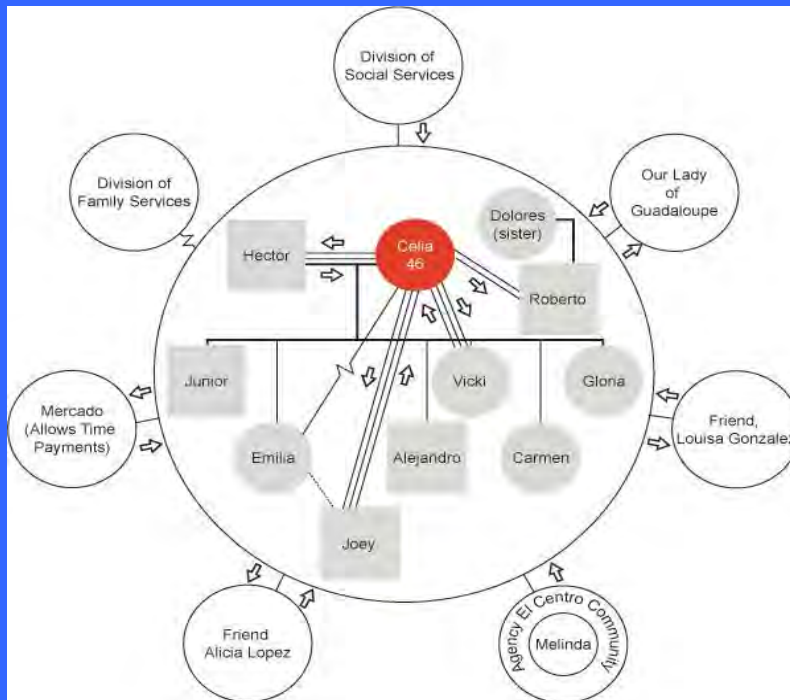 Division of
Social Services
Division of
Family Services
Our Lady
of
Guadaloupe
Dolores
(sister)
Hector
Celia
46
Roberto
Junior
Vicki
Gloria
Mercado
(Allows Time
Payments)
Friend,
Louisa Gonzalez
Emilia
Alejandro
Carmen
Joey
Friend
Alicia Lopez
Agency El Centro Community
Melinda